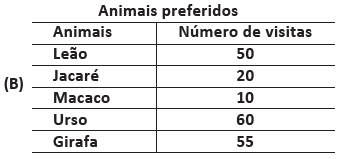 Animais preferidos
Animais Número de visitas
Leão 50
Jacaré 20
(B) Macaco 10
Urso 60
Girafa 55